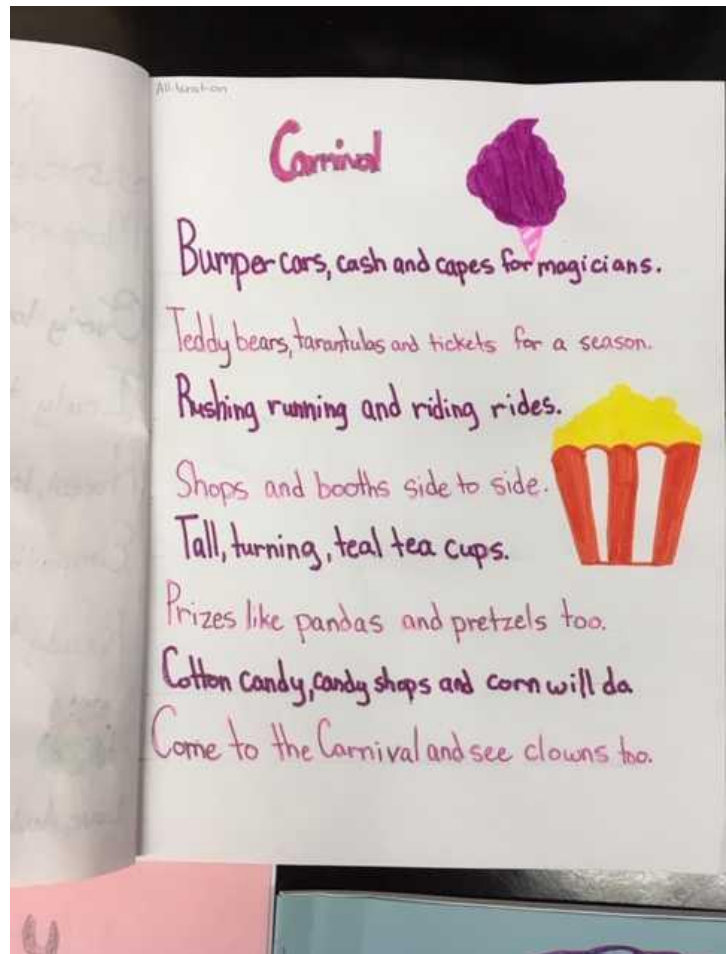 Alliteration
Carnival
Bumper cars, cash and capes for magicians.
Teddy bears, tarantulas and tickets for a season.
Rushing running and riding rides.
Shops and booths side to side.
Tall, turning, teal tea cups.
Prizes like pandas and pretzels too.
Cotton candy, candy shops and corn will do
Come to the Carnival and see clowns too.